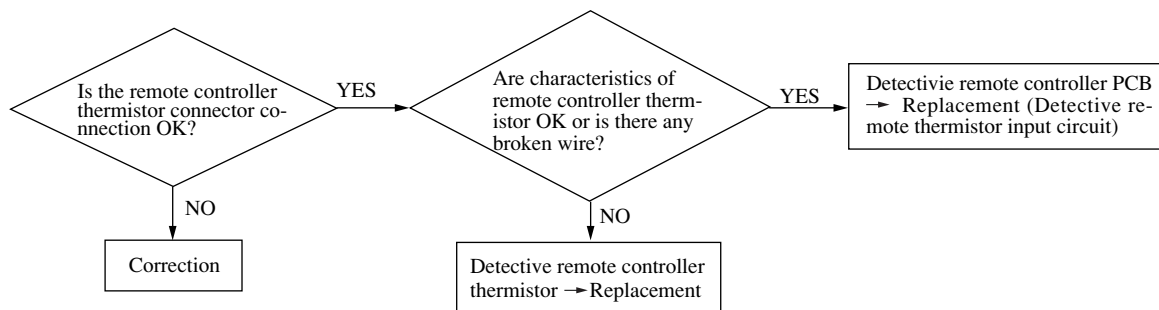 Is the remote controller
thermistor connector co-
nnection OK?
YES
NO
Correction
Are characteristics of
remote controller therm-
istor OK or is there any
broken wire?
YES
NO
Detective remote controller
thermistor → Replacement
Detectivie remote controller PCB
→ Replacement (Detective re-
mote thermistor input circuit)